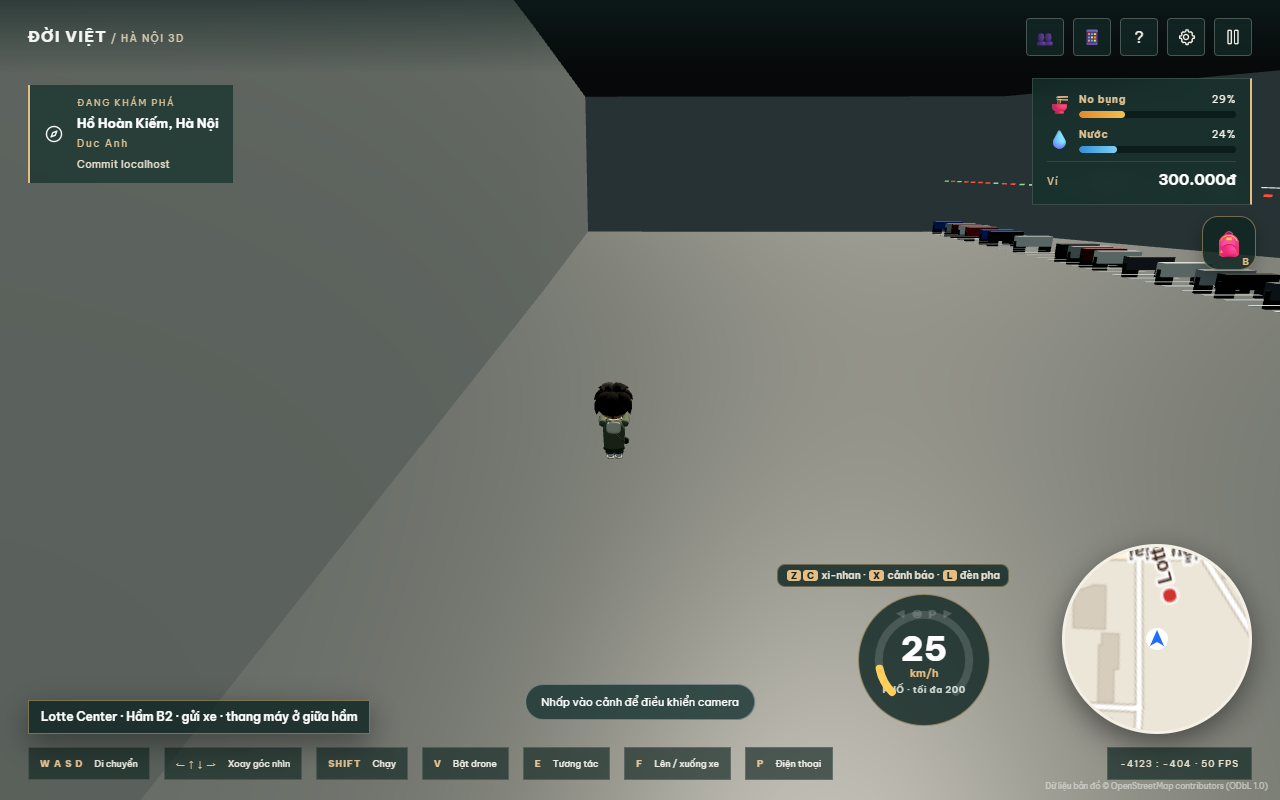 ĐỜI VIỆT / HÀ NỘI 3D
?
ĐANG KHÁM PHÁ
Hồ Hoàn Kiếm, Hà Nội
Duc Anh
Commit localhost
No bụng 29%
Nước 24%
Ví 300.000đ
B
Z C xi-nhan · X cảnh báo · L đèn pha
P
25
km/h
· tối đa 200
Lott
Nhấp vào cảnh để điều khiển camera
Lotte Center · Hầm B2 · gửi xe · thang máy ở giữa hầm
W A S D Di chuyển
←↑↓→ Xoay góc nhìn
SHIFT Chạy
V Bật drone
E Tương tác
F Lên / xuống xe
P Điện thoại
-4123 : -404 · 50 FPS
Dữ liệu bản đồ © OpenStreetMap contributors (ODbL 1.0)